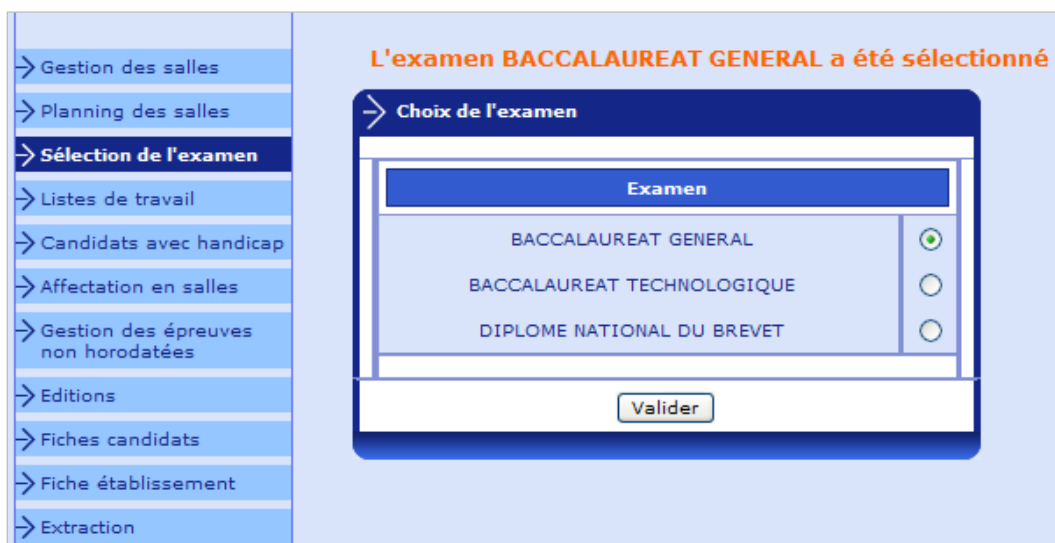 Gestion des salles
Planning des salles
Sélection de l'examen
Listes de travail
Candidats avec handicap
Affectation en salles
Gestion des épreuves
non horodatées
Editions
Fiches candidats
Fiche établissement
Extraction
L'examen BACCALAUREAT GENERAL a été sélectionné
Choix de l'examen
Examen
BACCALAUREAT GENERAL
BACCALAUREAT TECHNOLOGIQUE
DIPLOME NATIONAL DU BREVET
Valider